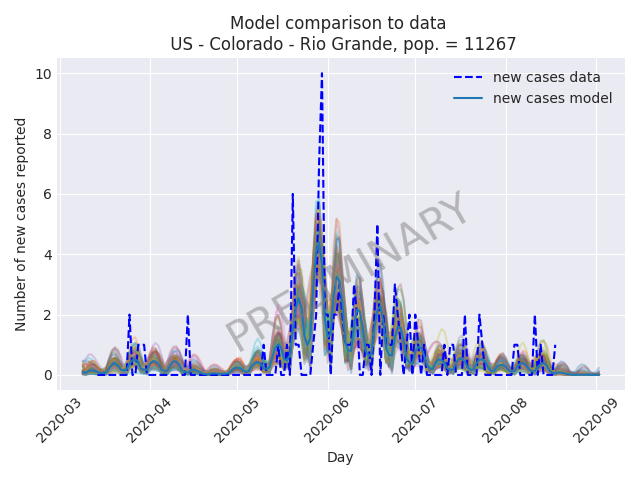 Model comparison to data
US - Colorado - Rio Grande, pop. = 11267
Number of new cases reported
10
8
6
4
2
0
new cases data
new cases model
PRELIMINARY
2020-03
2020-04
2020-05
2020-06
2020-07
2020-08
2020-09
Day